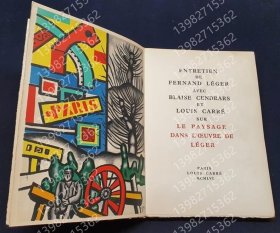 PARIS
ENTRETIEN
DE
FERNAND LÉGER
AVEC
BLAISE CENDRARS
ET
LOUIS CARRÉ
SUR
LE PAYSAGE
DANS L'ŒUVRE DE
LÉGER
PARIS
LOUIS CARRÉ
MCMLVI
13982715362